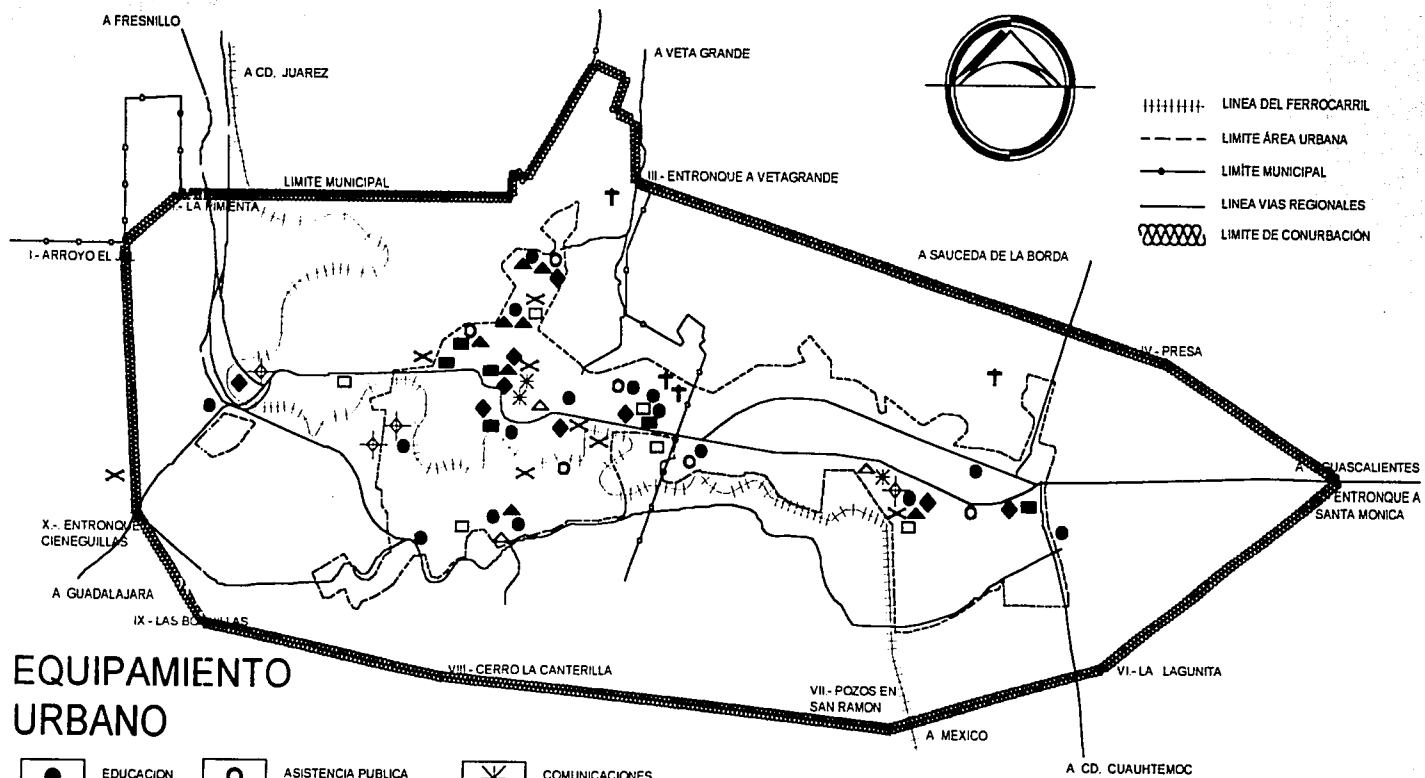 A FRESNILLO
A CD. JUAREZ
A VETA GRANDE
LINEA DEL FERROCARRIL
LIMITE ÁREA URBANA
LIMÍTE MUNICIPAL
LINEA VIAS REGIONALES
LIMITE DE CONURBACIÓN
LIMITE MUNICIPAL
III.- ENTRONQUE A VETAGRANDE
LA PIMIENTA
I.- ARROYO EL
A SAUCEDA DE LA BORDA
IV.- PRESA
A AGUASCALIENTES
ENTRONQUE A
SANTA MONICA
X.- ENTRONQUE
CIENEGUILLAS
A GUADALAJARA
IX.- LAS
VIII.- CERRO LA CANTERILLA
VII.- POZOS EN
SAN RAMON
VI.- LA LAGUNITA
A MEXICO
A CD. CUAUHTEMOC
EQUIPAMIENTO
URBANO
EDUCACION
ASISTENCIA PUBLICA
COMUNICACIONES